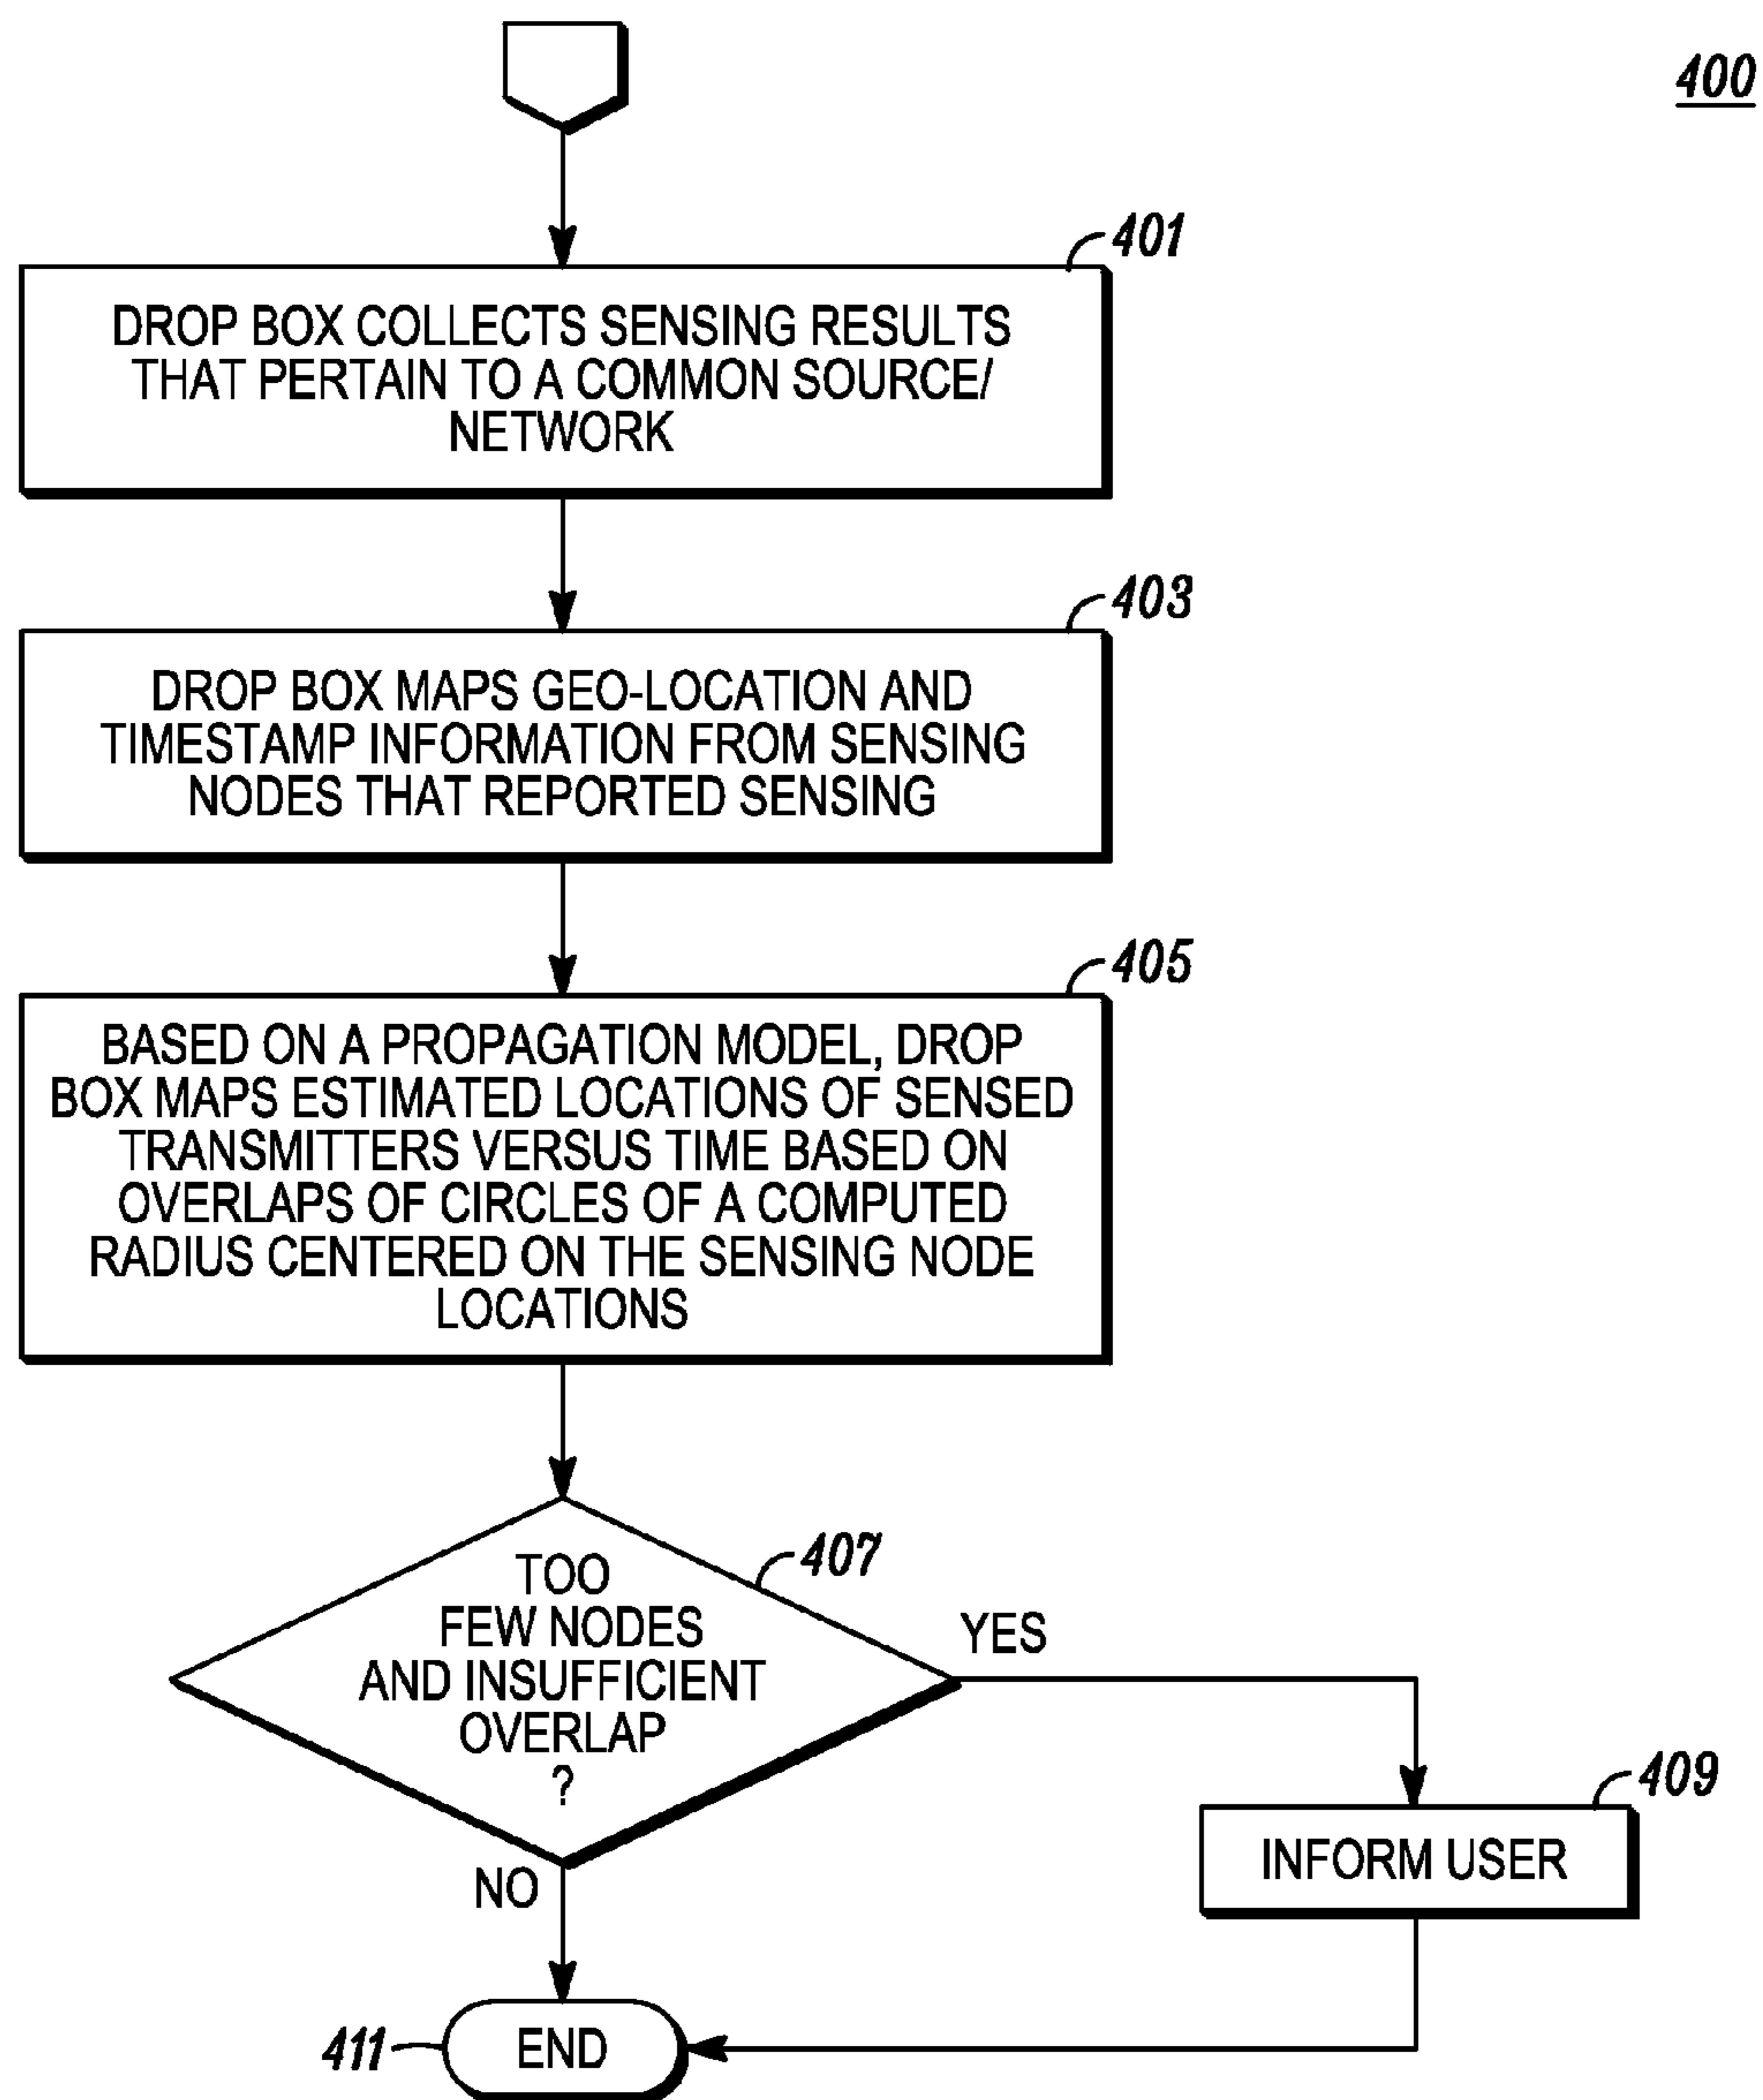 400
401
DROP BOX COLLECTS SENSING RESULTS
THAT PERTAIN TO A COMMON SOURCE/
NETWORK
403
DROP BOX MAPS GEO-LOCATION AND
TIMESTAMP INFORMATION FROM SENSING
NODES THAT REPORTED SENSING
405
BASED ON A PROPAGATION MODEL, DROP
BOX MAPS ESTIMATED LOCATIONS OF SENSED
TRANSMITTERS VERSUS TIME BASED ON
OVERLAPS OF CIRCLES OF A COMPUTED
RADIUS CENTERED ON THE SENSING NODE
LOCATIONS
407
TOO
FEW NODES
AND INSUFFICIENT
OVERLAP
?
YES
409
INFORM USER
NO
411
END